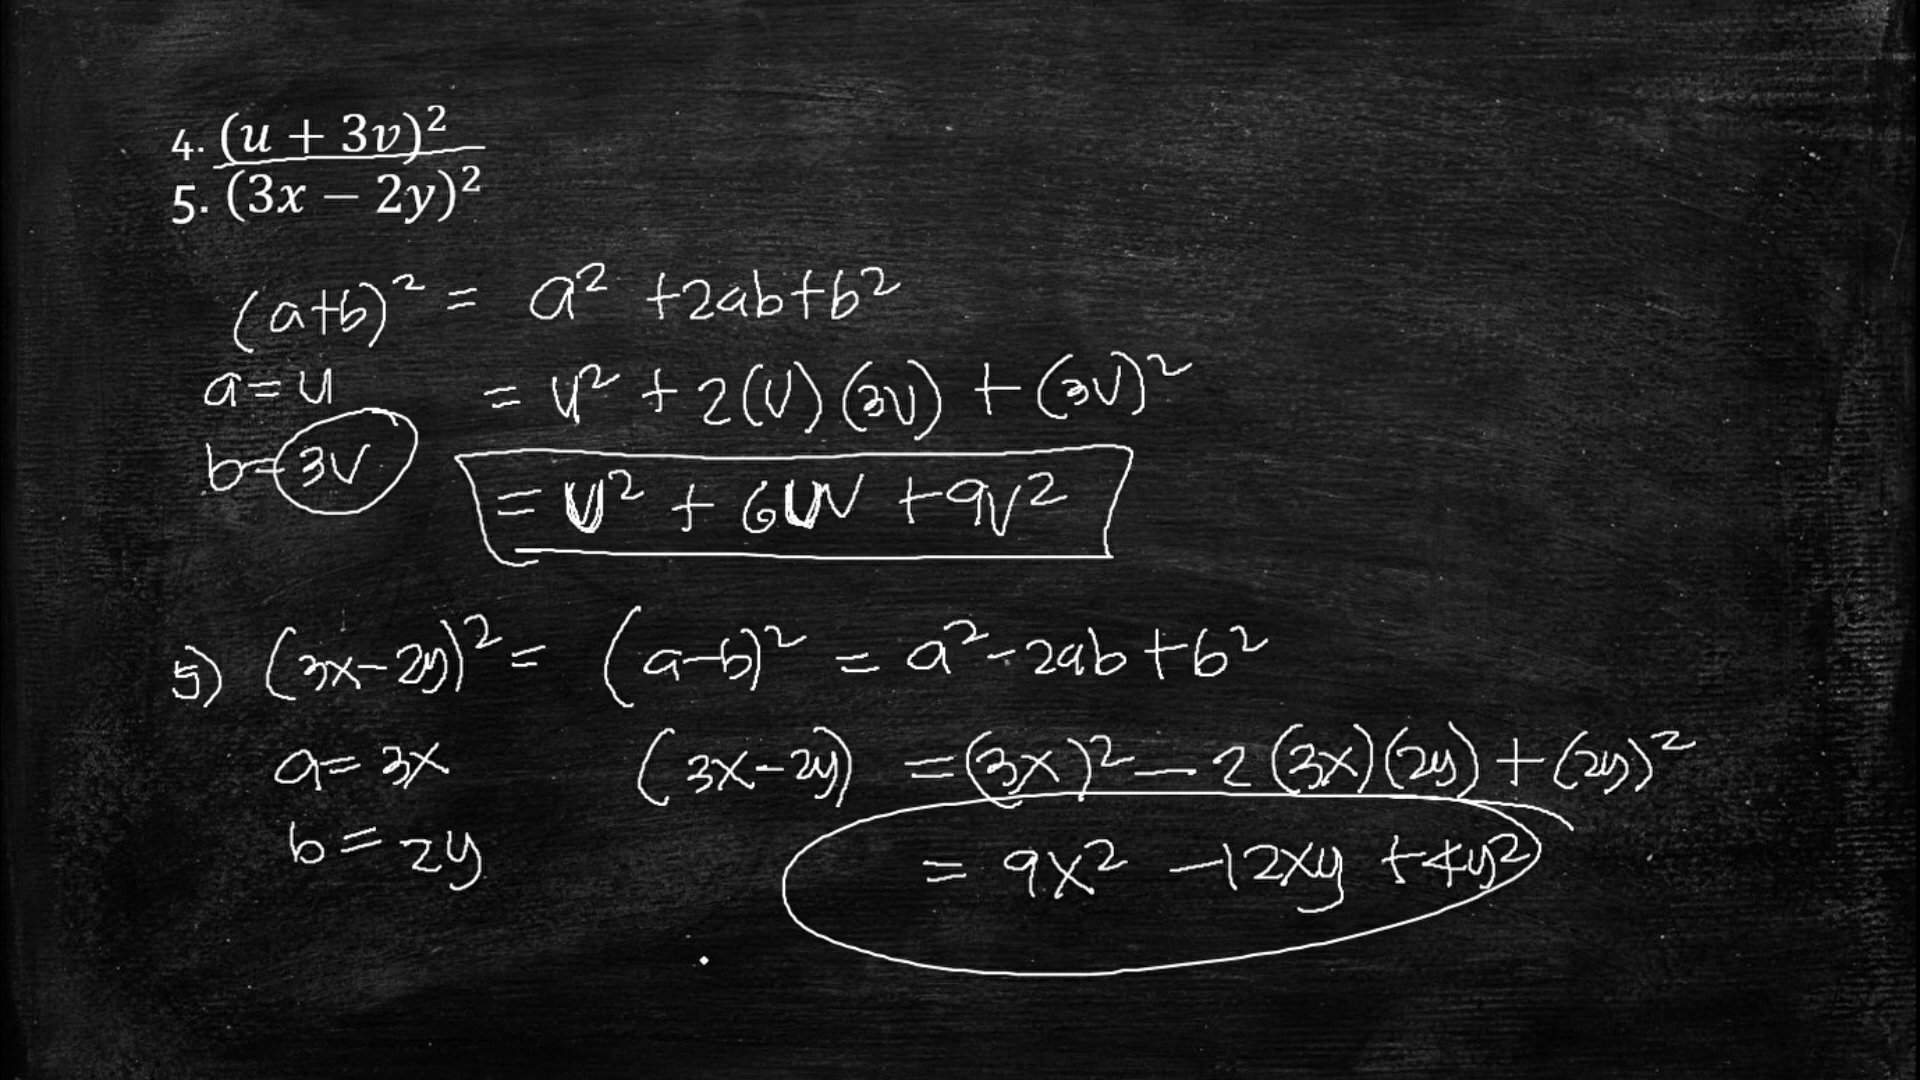 4. (u + 3v)²
5. (3x − 2y)²
(a+b)² = a² +2ab+b²
a=u = u² + 2(u)(3v) + (3v)²
b=3v
= u² + 6uv +9v²
5) (3x-2y)² = (a-b)² = a²-2ab+b²
a=3x (3x-2y) =(3x)²-2(3x)(2y)+(2y)²
b=2y = 9x² -12xy +4y²